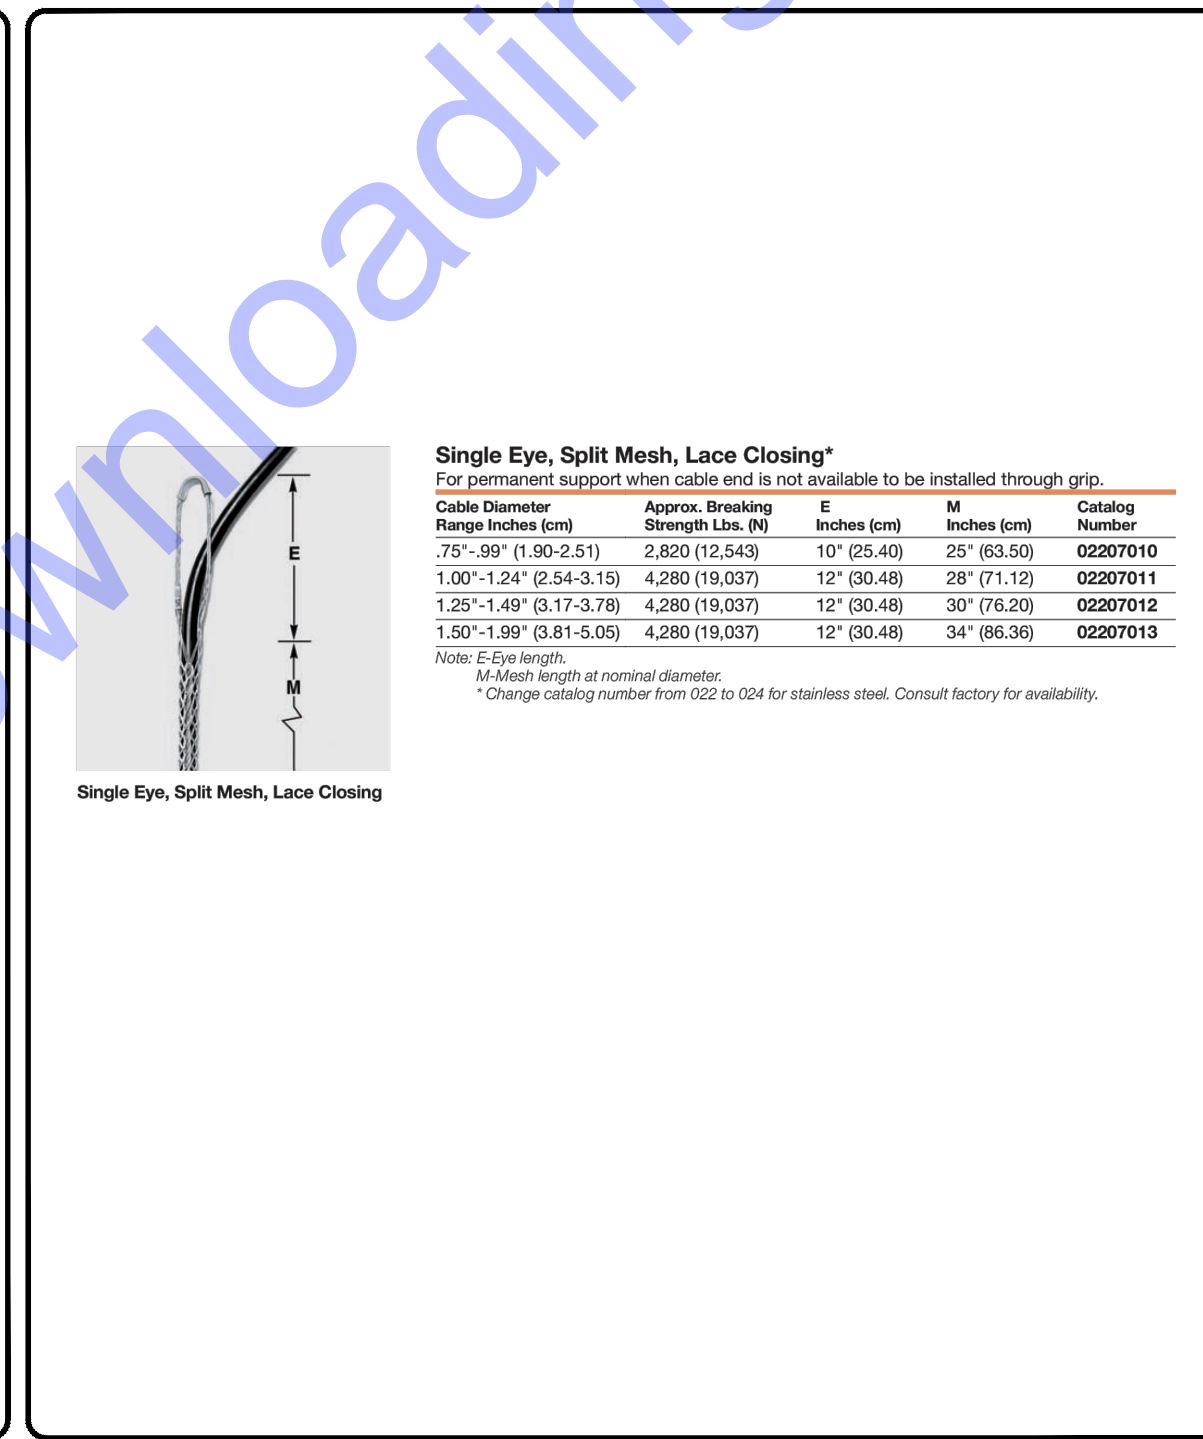 wnloading
Single Eye, Split Mesh, Lace Closing*
For permanent support when cable end is not available to be installed through grip.
Cable Diameter Approx. Breaking E M Catalog
Range Inches (cm) Strength Lbs. (N) Inches (cm) Inches (cm) Number
.75"-.99" (1.90-2.51) 2,820 (12,543) 10" (25.40) 25" (63.50) 02207010
1.00"-1.24" (2.54-3.15) 4,280 (19,037) 12" (30.48) 28" (71.12) 02207011
1.25"-1.49" (3.17-3.78) 4,280 (19,037) 12" (30.48) 30" (76.20) 02207012
1.50"-1.99" (3.81-5.05) 4,280 (19,037) 12" (30.48) 34" (86.36) 02207013
Note: E-Eye length.
M-Mesh length at nominal diameter.
* Change catalog number from 022 to 024 for stainless steel. Consult factory for availability.
E
M
Single Eye, Split Mesh, Lace Closing